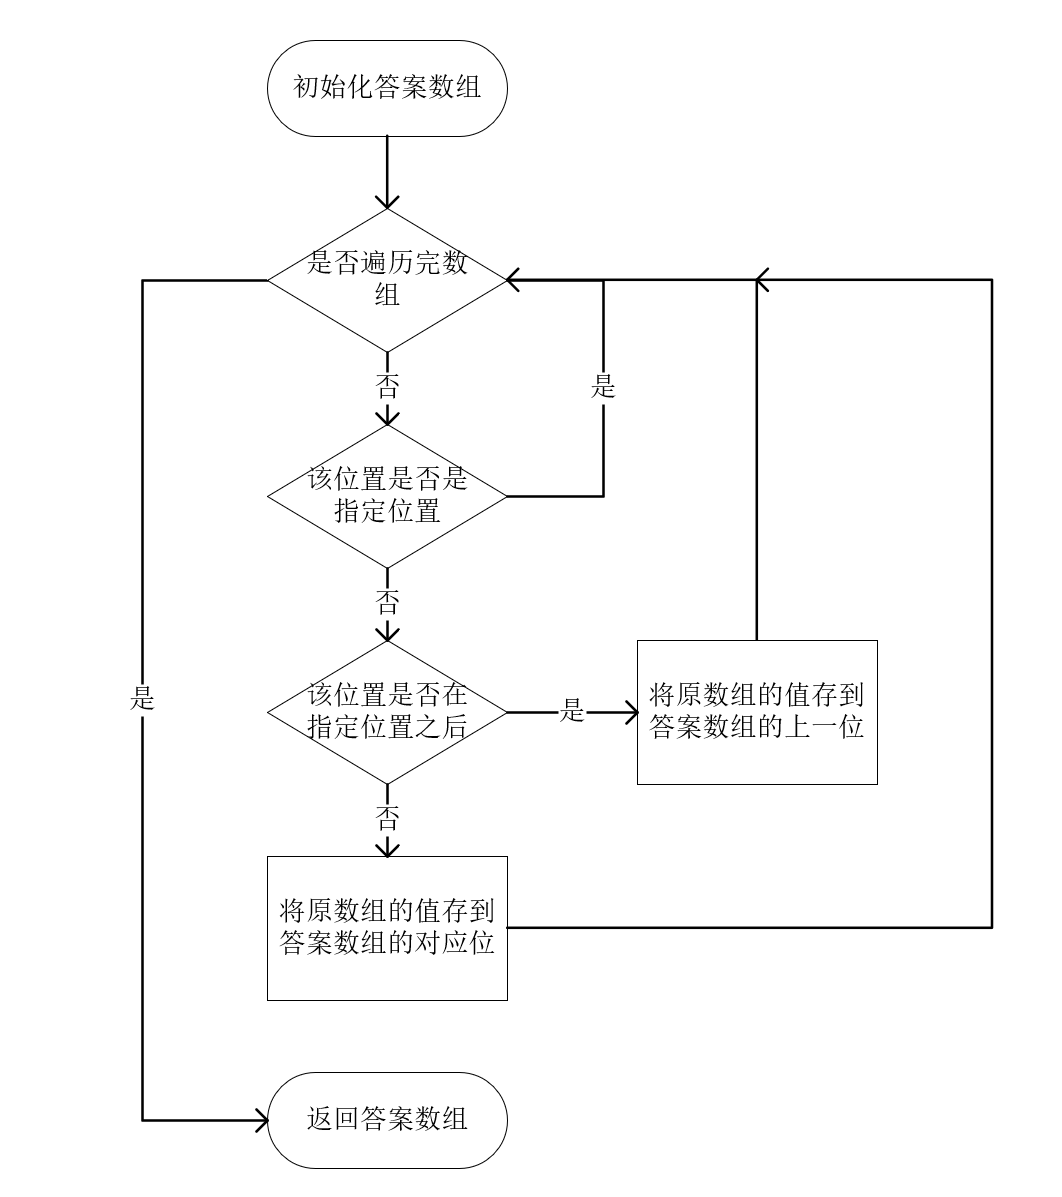 初始化答案数组
是否遍历完数
组
否
是
该位置是否是
指定位置
否
是
该位置是否在
指定位置之后
是
将原数组的值存到
答案数组的上一位
否
将原数组的值存到
答案数组的对应位
返回答案数组